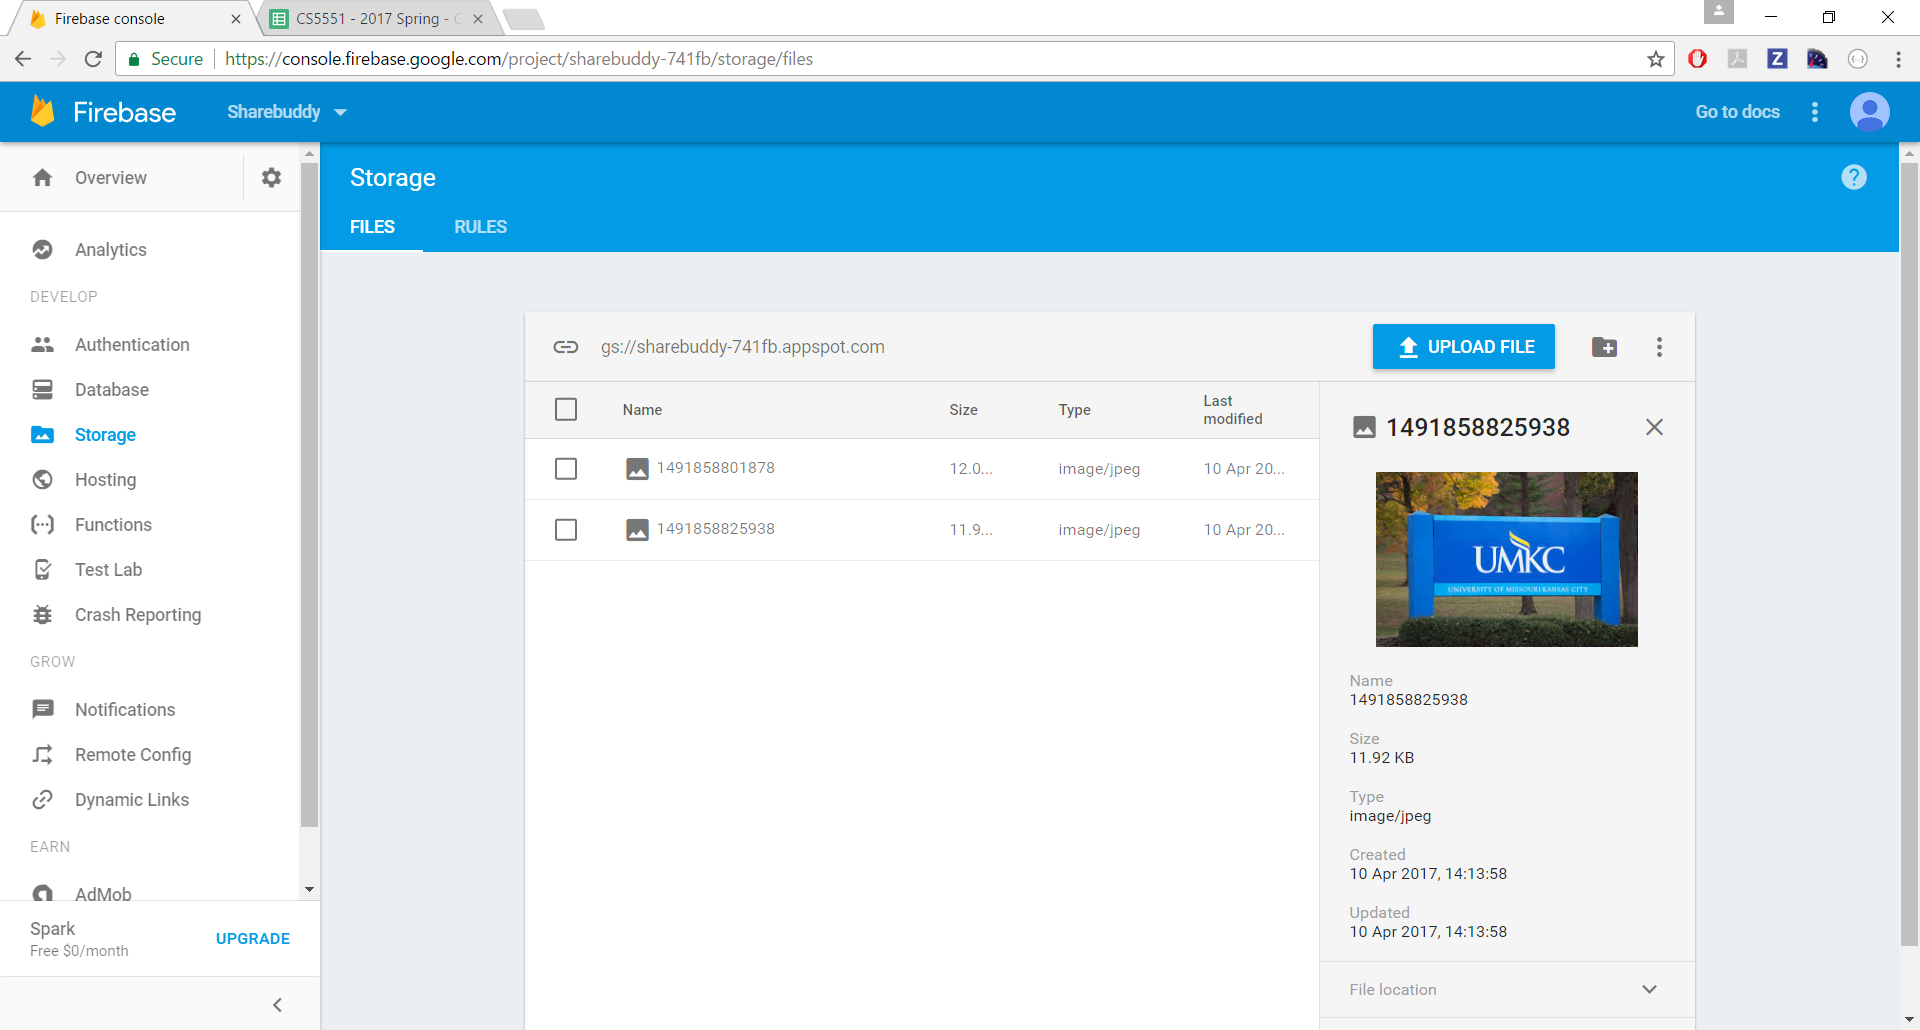 Firebase console
CS5551 - 2017 Spring -
Secure
https://console.firebase.google.com/project/sharebuddy-741fb/storage/files
Firebase
Sharebuddy
Go to docs
Overview
Storage
FILES
RULES
Analytics
DEVELOP
Authentication
Database
Storage
Hosting
Functions
Test Lab
Crash Reporting
GROW
Notifications
Remote Config
Dynamic Links
EARN
AdMob
Spark
Free $0/month
UPGRADE
gs://sharebuddy-741fb.appspot.com
UPLOAD FILE
Name
Size
Type
Last
modified
1491858801878
12.0...
image/jpeg
10 Apr 20...
1491858825938
11.9...
image/jpeg
10 Apr 20...
1491858825938
UMKC
UNIVERSITY OF MISSOURI-KANSAS CITY
Name
1491858825938
Size
11.92 KB
Type
image/jpeg
Created
10 Apr 2017, 14:13:58
Updated
10 Apr 2017, 14:13:58
File location